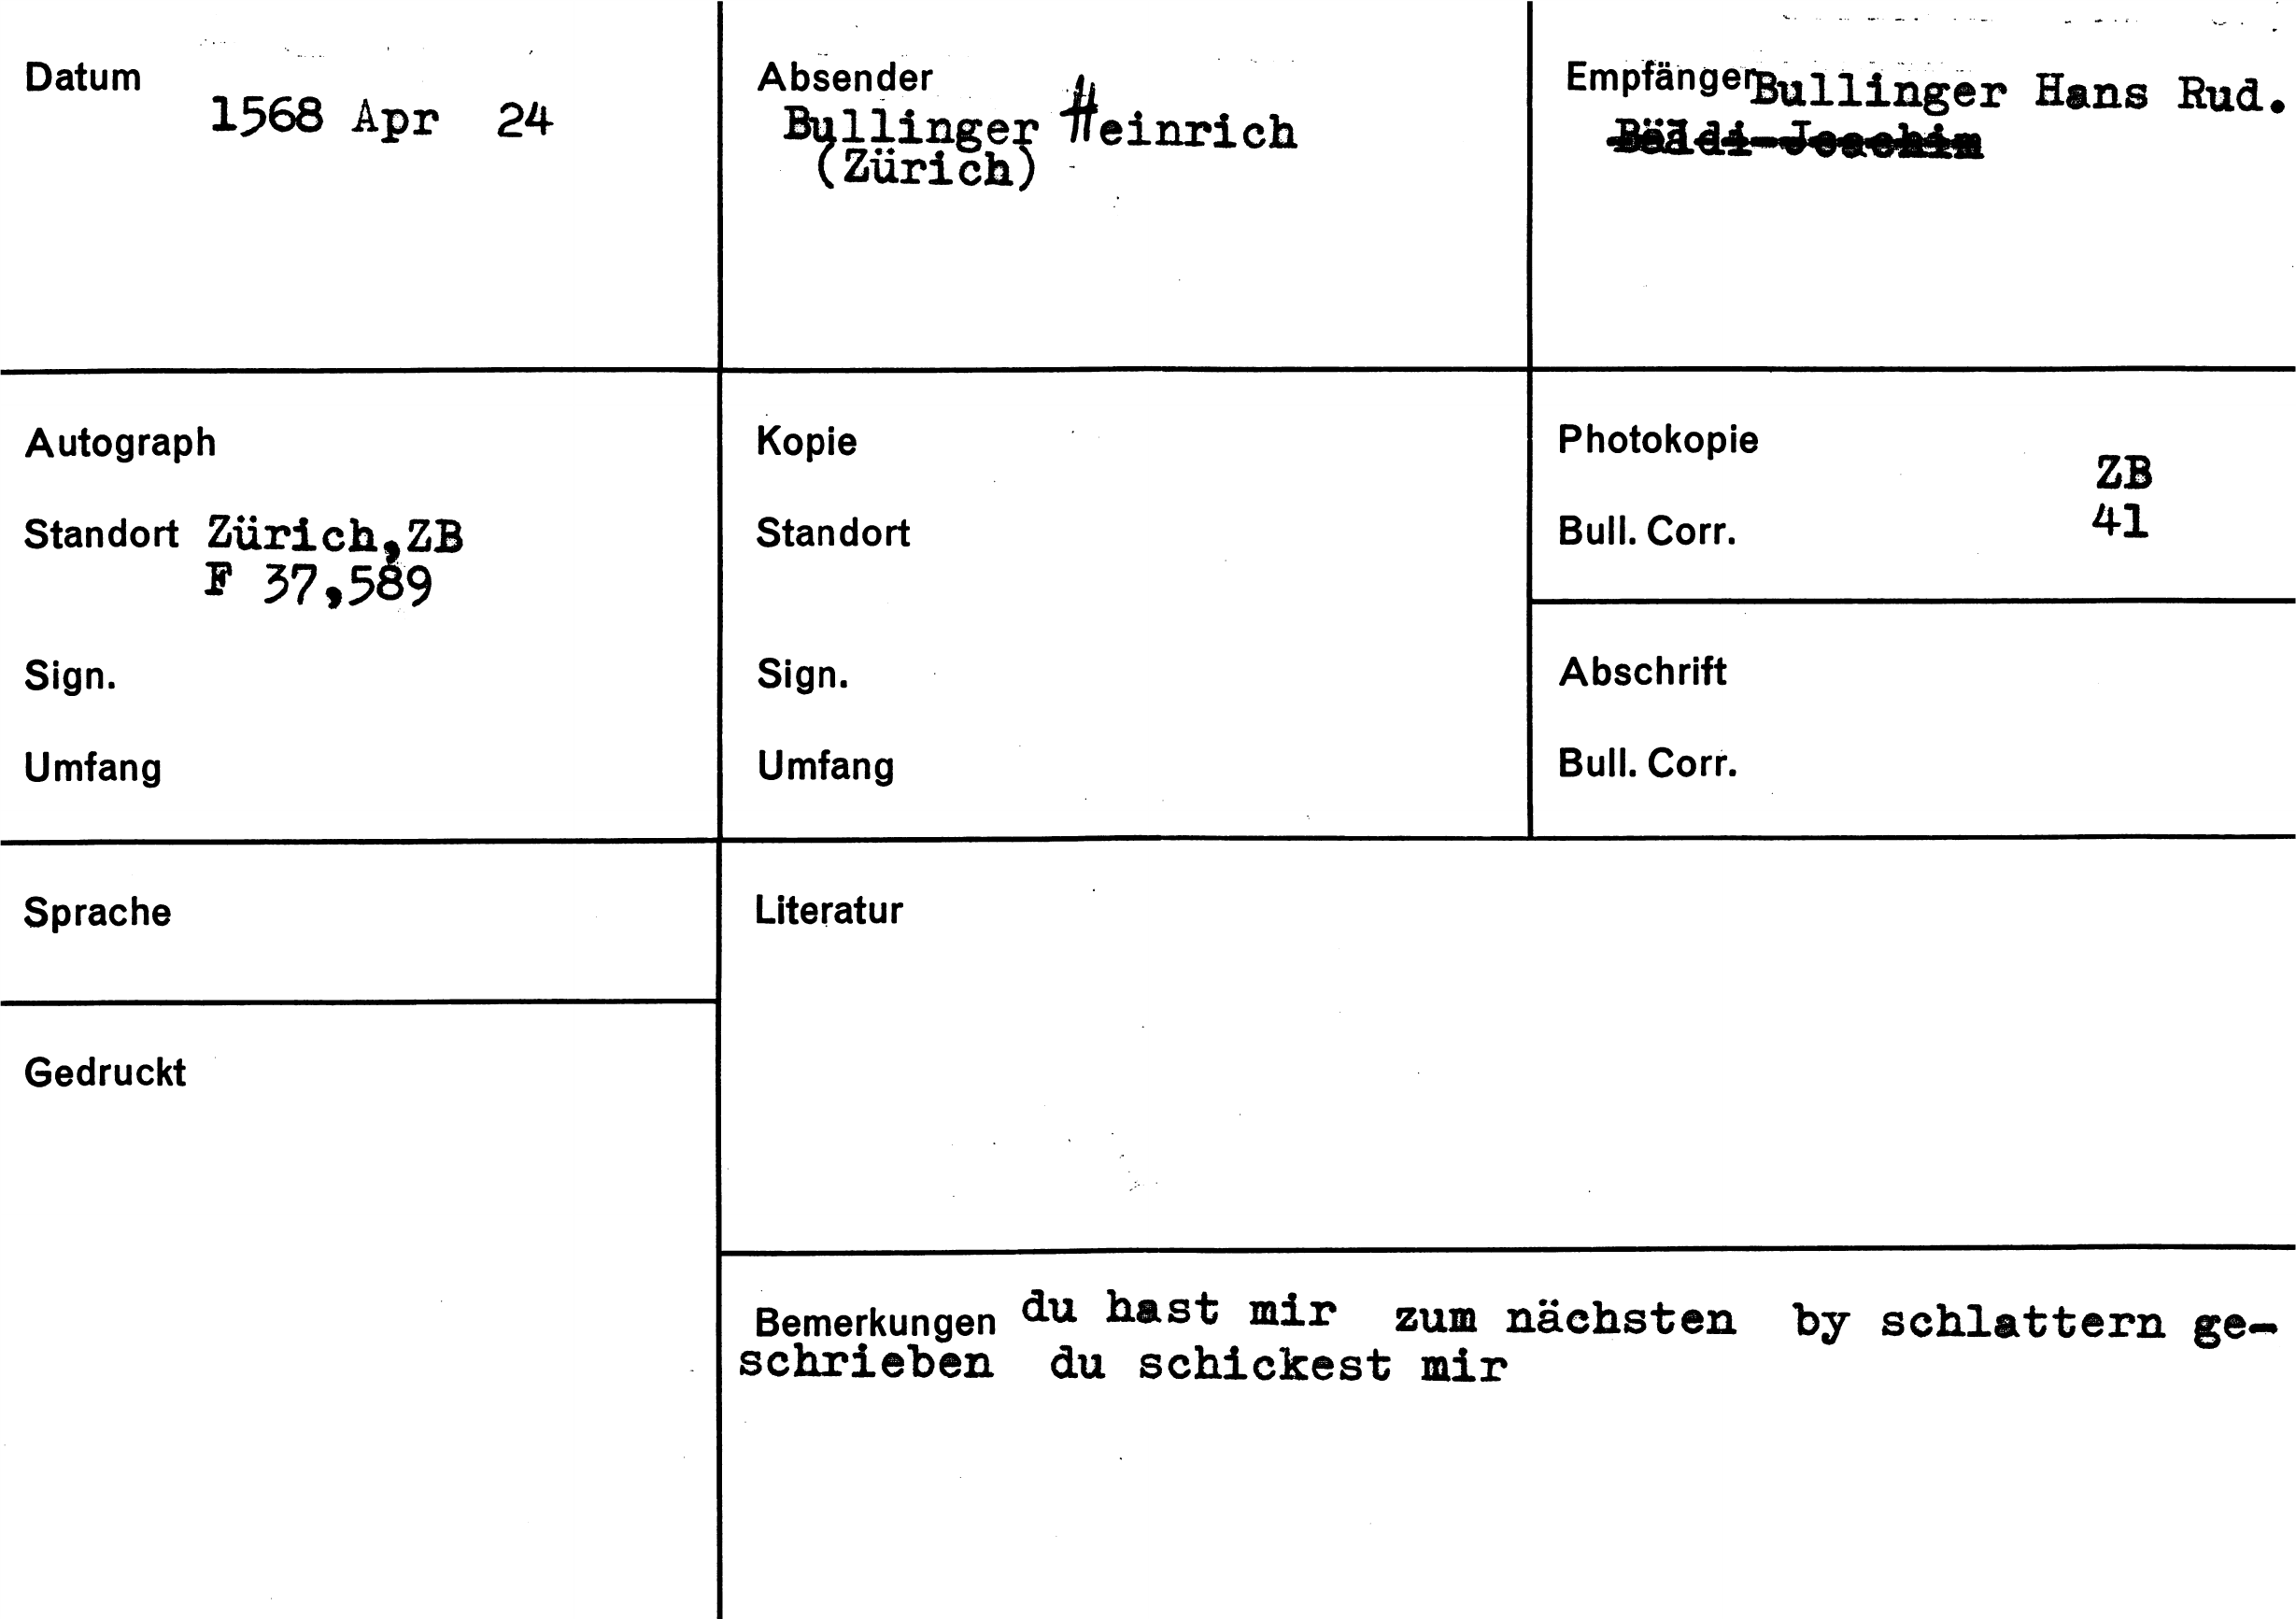 Datum
1568 Apr 24
Absender
Bullinger Heinrich
(Zürich)
Empfänger Bullinger Hans Rud.
Joachim
Autograph
Standort Zürich,ZB
F 37,589
Sign.
Umfang
Kopie
Standort
Sign.
Umfang
Photokopie
ZB
Bull. Corr. 41
Abschrift
Bull. Corr.
Sprache
Literatur
Gedruckt
Bemerkungen du hast mir zum nächsten by schlattern ge-
schrieben du schickest mir